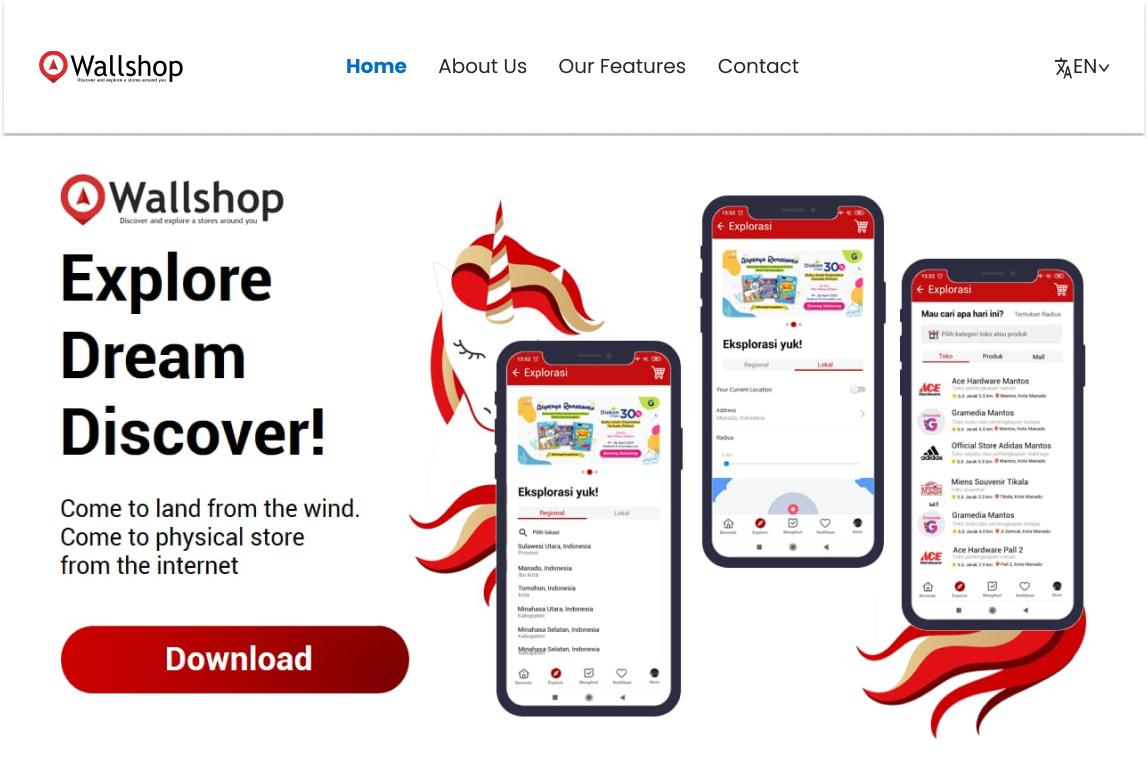 Wallshop
Discover and explore a stores around you
Home
About Us
Our Features
Contact
EN
Wallshop
Discover and explore a stores around you
Explore
Dream
Discover!
Come to land from the wind.
Come to physical store
from the internet
Download
13:52
Explorasi
Diskon
30%
Eksplorasi yuk!
Regional
Lokal
Pilih lokasi
Sulawesi Utara, Indonesia
Provinsi
Manado, Indonesia
Ibu kota
Tomohon, Indonesia
kota
Minahasa Utara, Indonesia
Kabupaten
Minahasa Selatan, Indonesia
Kabupaten
Minahasa Selatan, Indonesia
Kabupaten
Beranda
Explore
Mengikuti
Notifikasi
Akun
13:52
Explorasi
Diskon
30%
Eksplorasi yuk!
Regional
Lokal
Your Current Location
Address
Manado, Indonesia
Radius
Beranda
Explore
Mengikuti
Notifikasi
Akun
13:52
Explorasi
Mau cari apa hari ini?
Tentukan Radius
Pilih kategori toko atau produk
Toko
Produk
Mall
ACE
Hardware
Ace Hardware Mantos
Toko perlengkapan rumah
5.0 Jarak 5.5 km Mantos, Kota Manado
Gramedia
G
Gramedia Mantos
Toko buku dan perlengkapan belajar
5.0 Jarak 5.5 km Mantos, Kota Manado
adidas
Official Store Adidas Mantos
Toko sepatu dan perlengkapan olahraga
5.0 Jarak 5.5 km Mantos, Kota Manado
Miens Souvenir Tikala
Toko souvenir
5.0 Jarak 3.3 km Tikala, Kota Manado
Gramedia
G
Gramedia Mantos
Toko buku dan perlengkapan belajar
5.0 Jarak 4.0 km Jl.Samrat, Kota Manado
ACE
Hardware
Ace Hardware Pall 2
Toko perlengkapan rumah
5.0 Jarak 2.9 km Pall 2, Kota Manado
Beranda
Explore
Mengikuti
Notifikasi
Akun